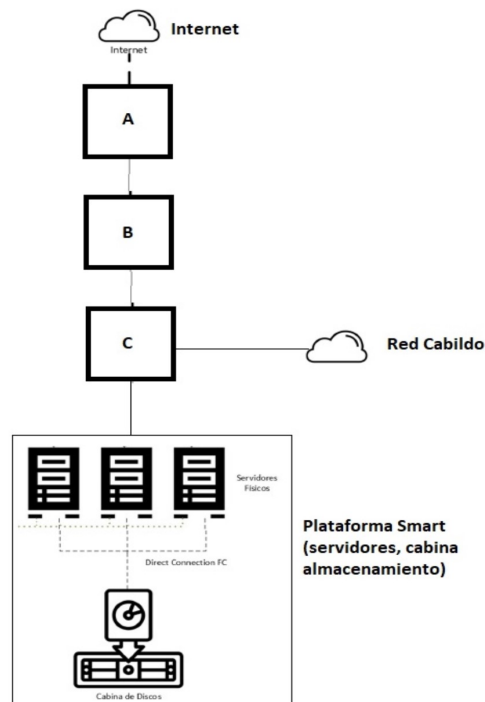 Internet
Internet
A
B
C
Red Cabildo
Servidores
Físicos
Direct Connection FC
Plataforma Smart
(servidores, cabina
almacenamiento)
Cabina de Discos